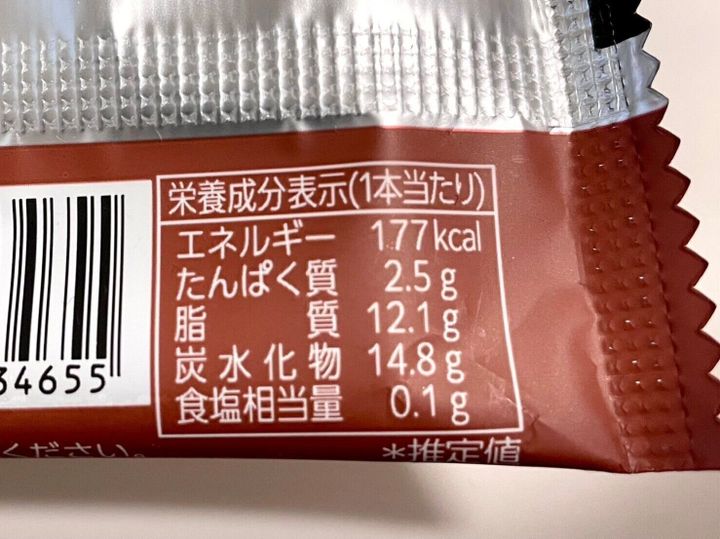 栄養成分表示(1本当たり)
エネルギー 177kcal
たんぱく質 2.5g
脂質 12.1g
炭水化物 14.8g
食塩相当量 0.1g
34655
ください。
*推定値